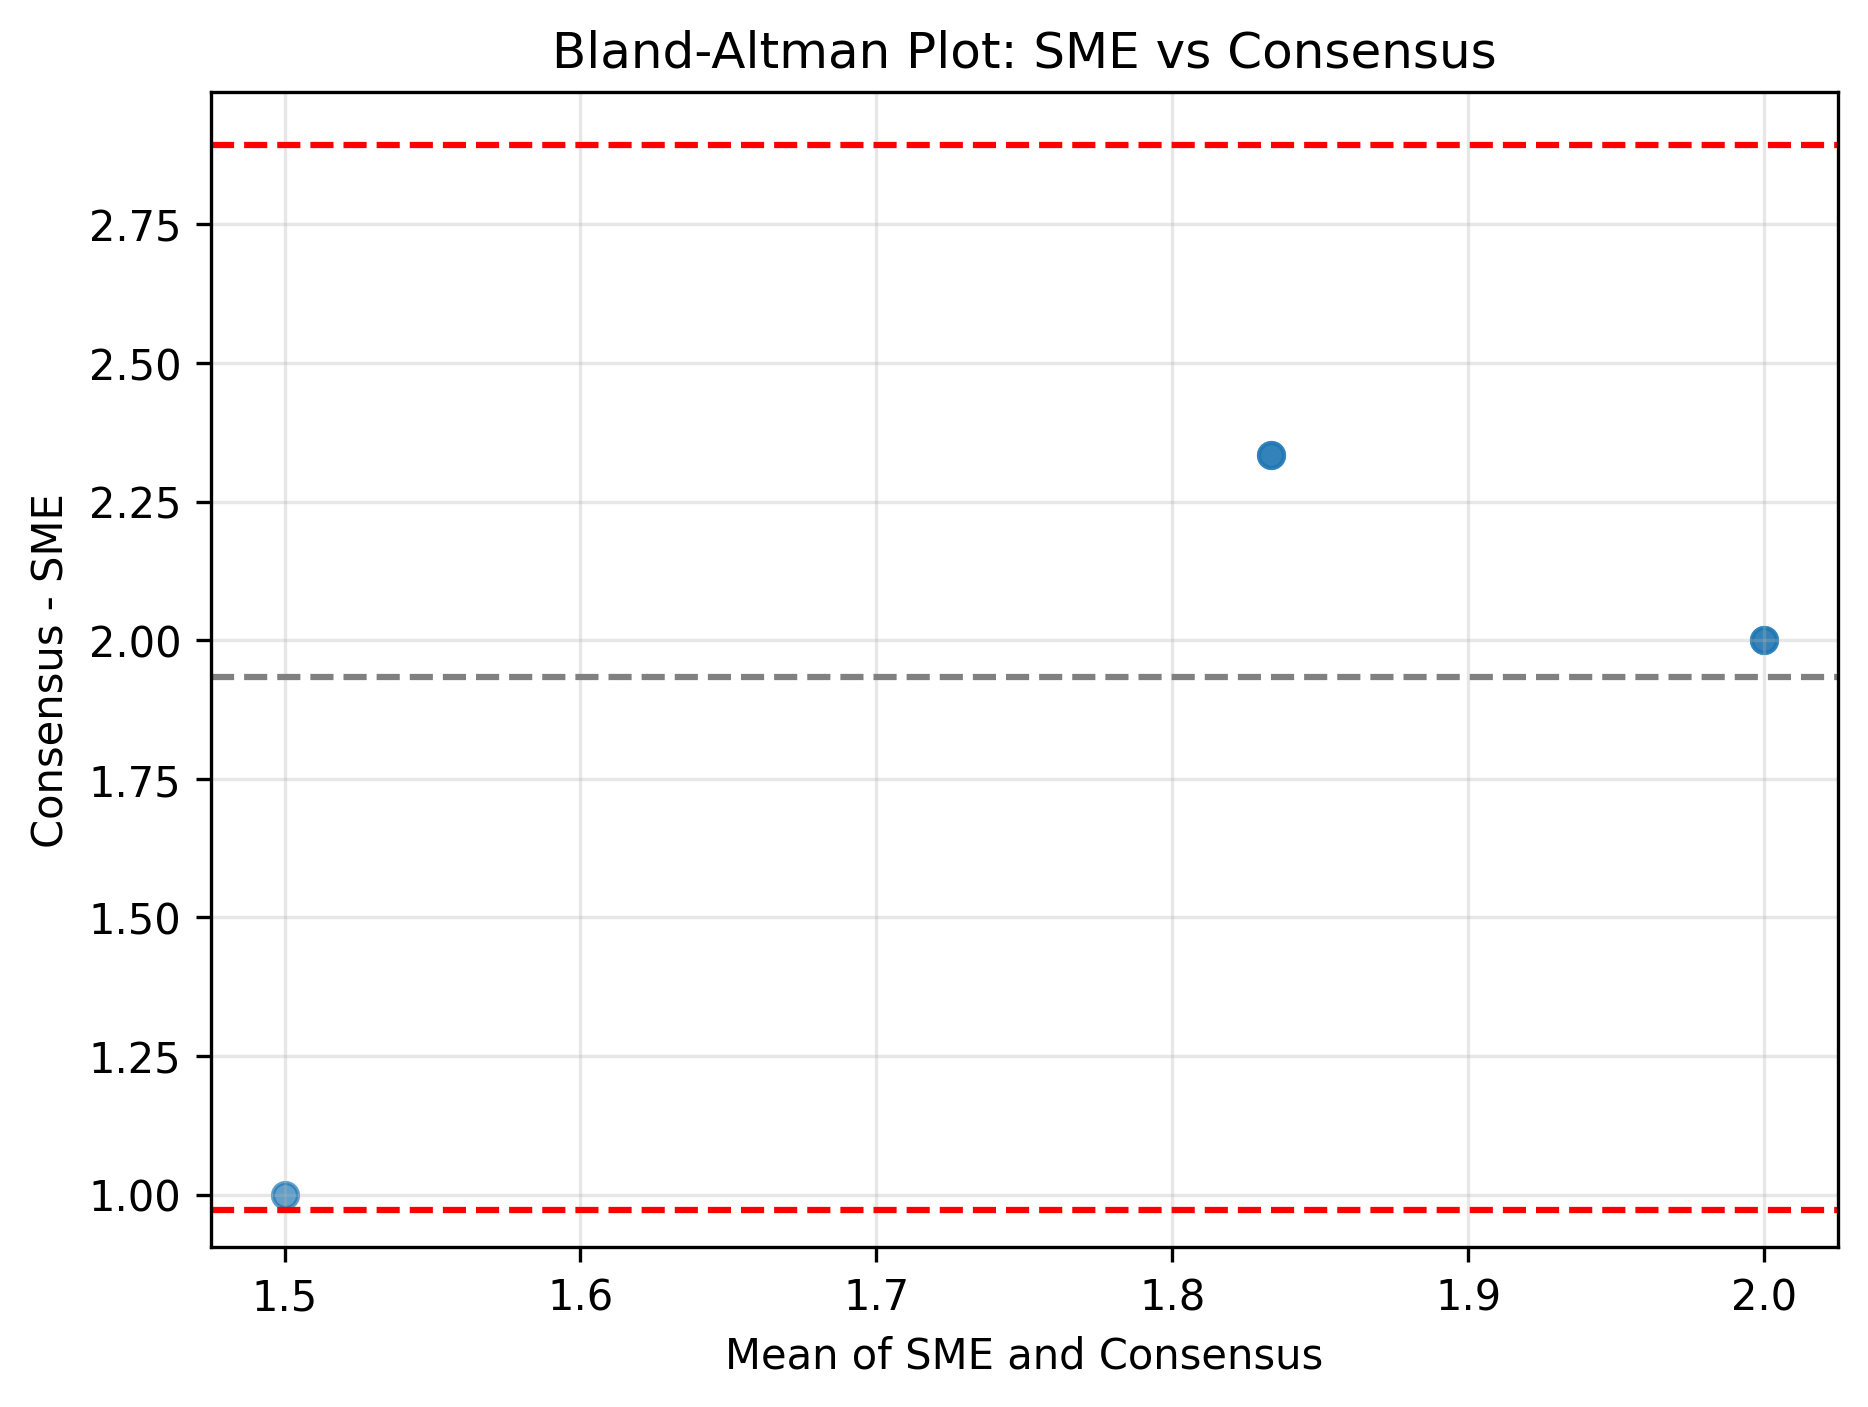 Bland-Altman Plot: SME vs Consensus
Consensus - SME
2.75
2.50
2.25
2.00
1.75
1.50
1.25
1.00
1.5 1.6 1.7 1.8 1.9 2.0
Mean of SME and Consensus